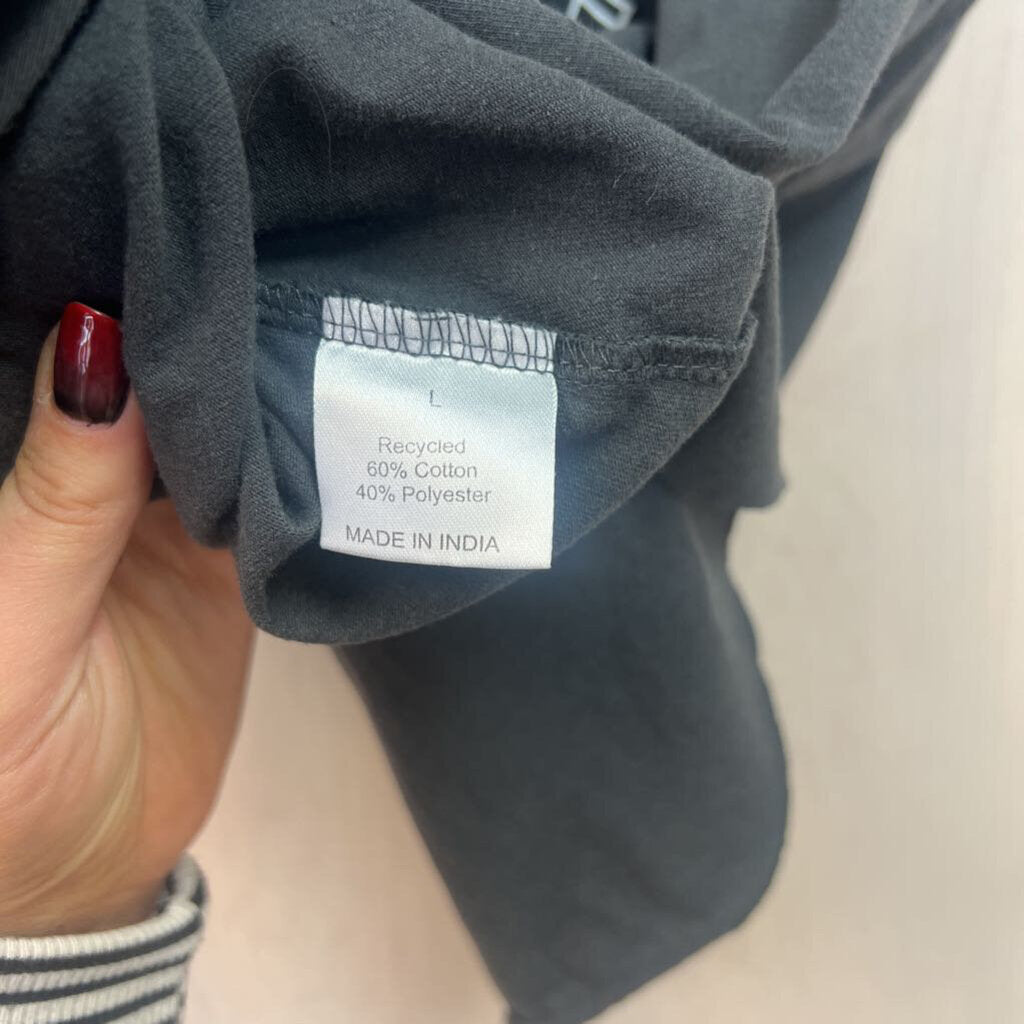 L
Recycled
60% Cotton
40% Polyester
MADE IN INDIA